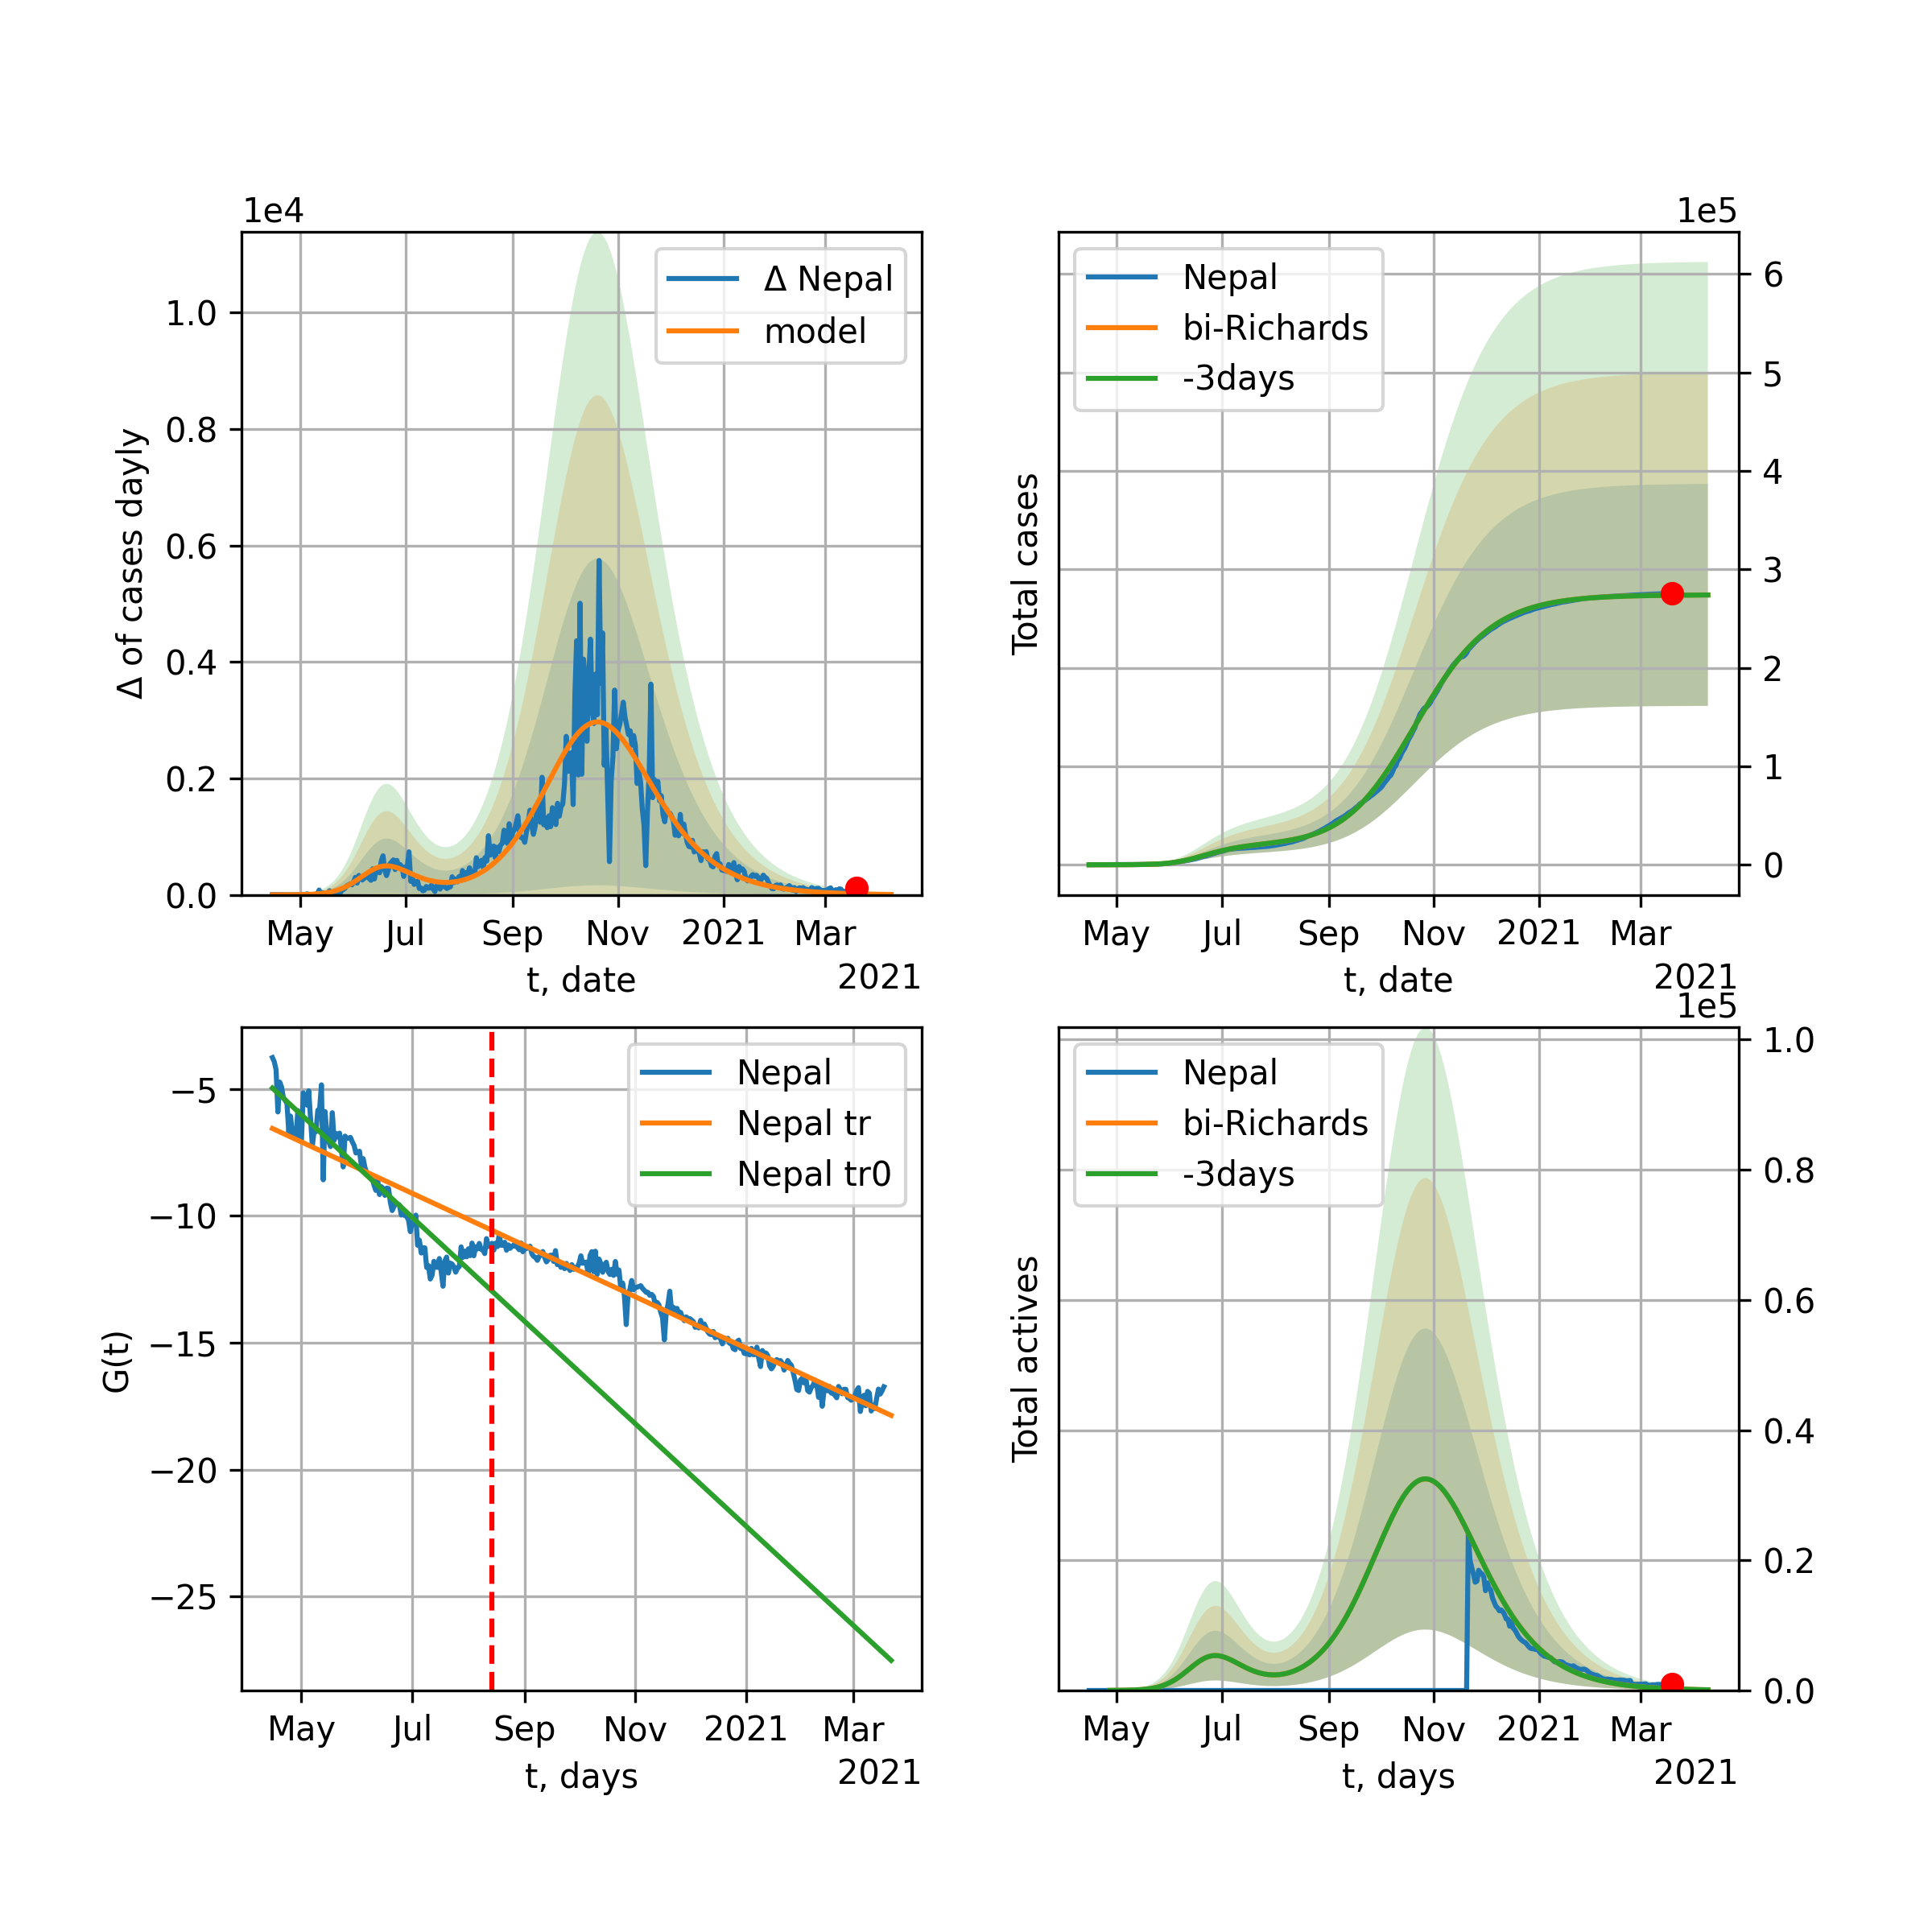 1e4
Δ of cases dayly
1.0
0.8
0.6
0.4
0.2
0.0
Δ Nepal
model
May Jul Sep Nov 2021 Mar
t, date
2021
1e5
Total cases
Nepal
bi-Richards
-3days
6
5
4
3
2
1
0
May Jul Sep Nov 2021 Mar
t, date
2021
G(t)
−5
−10
−15
−20
−25
Nepal
Nepal tr
Nepal tr0
May Jul Sep Nov 2021 Mar
t, days
2021
1e5
Total actives
Nepal
bi-Richards
-3days
1.0
0.8
0.6
0.4
0.2
0.0
May Jul Sep Nov 2021 Mar
t, days
2021